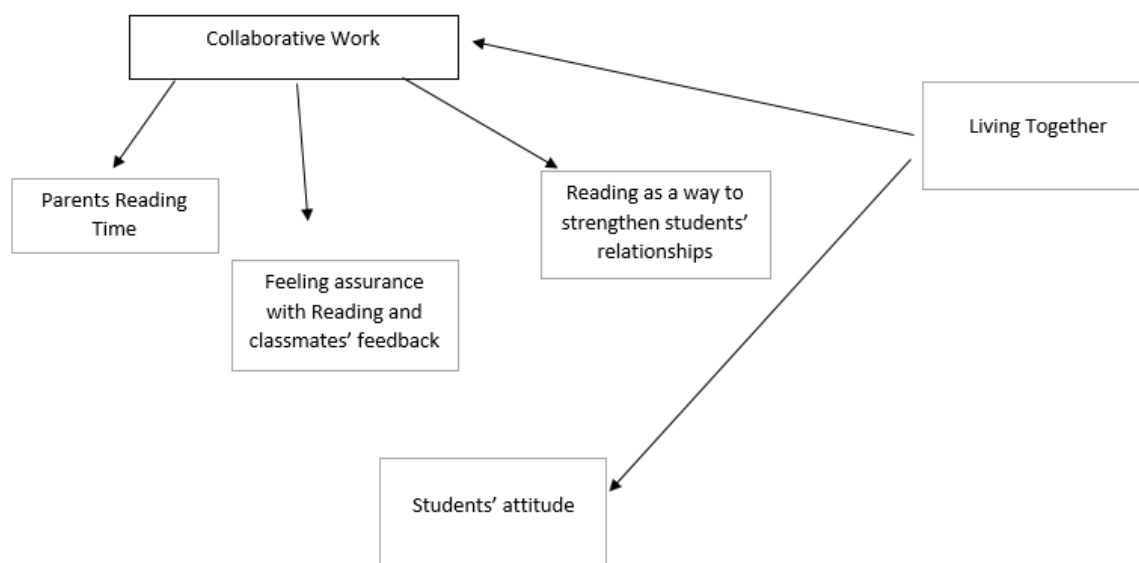 Collaborative Work
Living Together
Parents Reading
Time
Reading as a way to
strengthen students’
relationships
Feeling assurance
with Reading and
classmates’ feedback
Students’ attitude